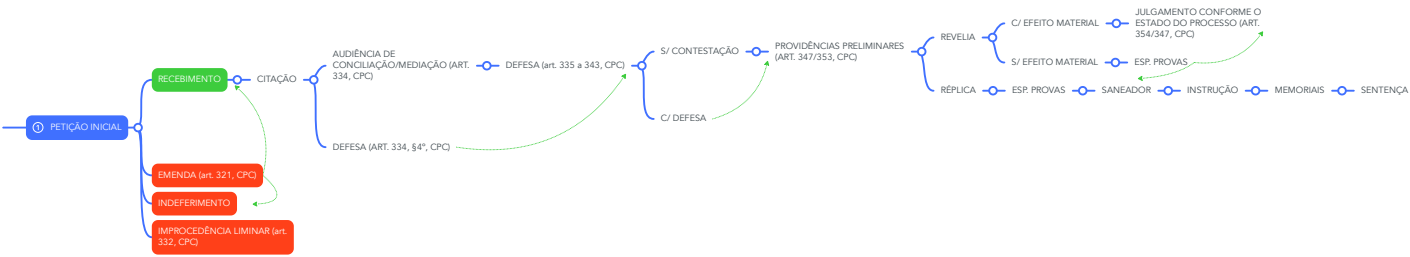 ① PETIÇÃO INICIAL
RECEBIMENTO
CITAÇÃO
AUDIÊNCIA DE
CONCILIAÇÃO/MEDIAÇÃO (ART.
334, CPC)
DEFESA (art. 335 a 343, CPC)
S/ CONTESTAÇÃO
PROVIDÊNCIAS PRELIMINARES
(ART. 347/353, CPC)
REVELIA
C/ EFEITO MATERIAL
JULGAMENTO CONFORME O
ESTADO DO PROCESSO (ART.
354/347, CPC)
S/ EFEITO MATERIAL
ESP. PROVAS
RÉPLICA
ESP. PROVAS
SANEADOR
INSTRUÇÃO
MEMORIAIS
SENTENÇA
C/ DEFESA
DEFESA (ART. 334, §4º, CPC)
EMENDA (art. 321, CPC)
INDEFERIMENTO
IMPROCEDÊNCIA LIMINAR (art.
332, CPC)